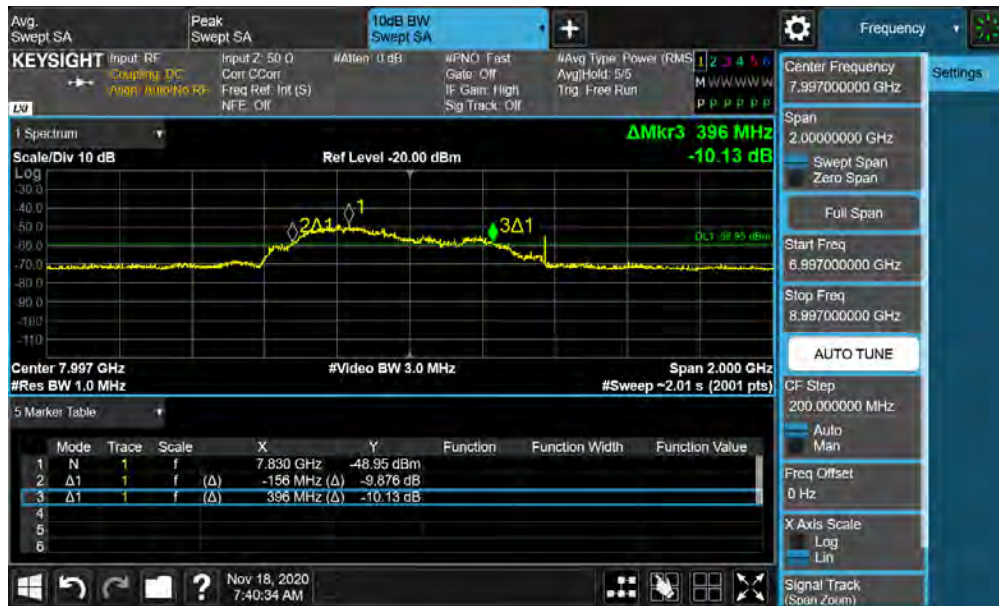 Avg.
Swept SA
Peak
Swept SA
10dB BW
Swept SA
Frequency
KEYSIGHT
LXI
Input: RF
Coupling: DC
Align: Auto/No RF
Input Z: 50 Ω
Corr CCorr
Freq Ref: Int (S)
NFE: Off
#Atten: 0 dB
#PNO: Fast
Gate: Off
IF Gain: High
Sig Track: Off
#Avg Type: Power (RMS
Avg|Hold: 5/5
Trig: Free Run
1 2 3 4 5 6
M W W W W W
P P P P P P
Settings
1 Spectrum
Scale/Div 10 dB
Ref Level -20.00 dBm
ΔMkr3 396 MHz
-10.13 dB
Log
-30.0
-40.0
-50.0
-60.0
-70.0
-80.0
-90.0
-100
-110
1
2Δ1
3Δ1
DL1 -58.95 dBm
Center 7.997 GHz
#Video BW 3.0 MHz
Span 2.000 GHz
#Res BW 1.0 MHz
#Sweep ~2.01 s (2001 pts)
5 Marker Table
Mode Trace Scale X Y Function Function Width Function Value
1 N 1 f 7.830 GHz -48.95 dBm
2 Δ1 1 f (Δ) -156 MHz (Δ) -9.876 dB
3 Δ1 1 f (Δ) 396 MHz (Δ) -10.13 dB
4
5
6
?
Nov 18, 2020
7:40:34 AM
Center Frequency
7.997000000 GHz
Span
2.00000000 GHz
Swept Span
Zero Span
Full Span
Start Freq
6.997000000 GHz
Stop Freq
8.997000000 GHz
AUTO TUNE
CF Step
200.000000 MHz
Auto
Man
Freq Offset
0 Hz
X Axis Scale
Log
Lin
Signal Track
(Span Zoom)